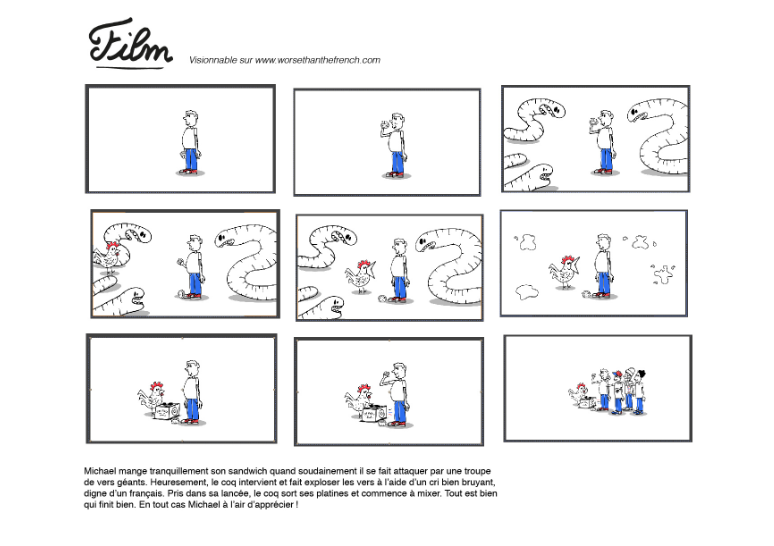 Film
Visionnable sur www.worsethanthefrench.com
Michael mange tranquillement son sandwich quand soudainement il se fait attaquer par une troupe
de vers géants. Heuresement, le coq intervient et fait exploser les vers à l'aide d'un cri bien bruyant,
digne d'un français. Pris dans sa lancée, le coq sort ses platines et commence à mixer. Tout est bien
qui finit bien. En tout cas Michael à l'air d'apprécier !